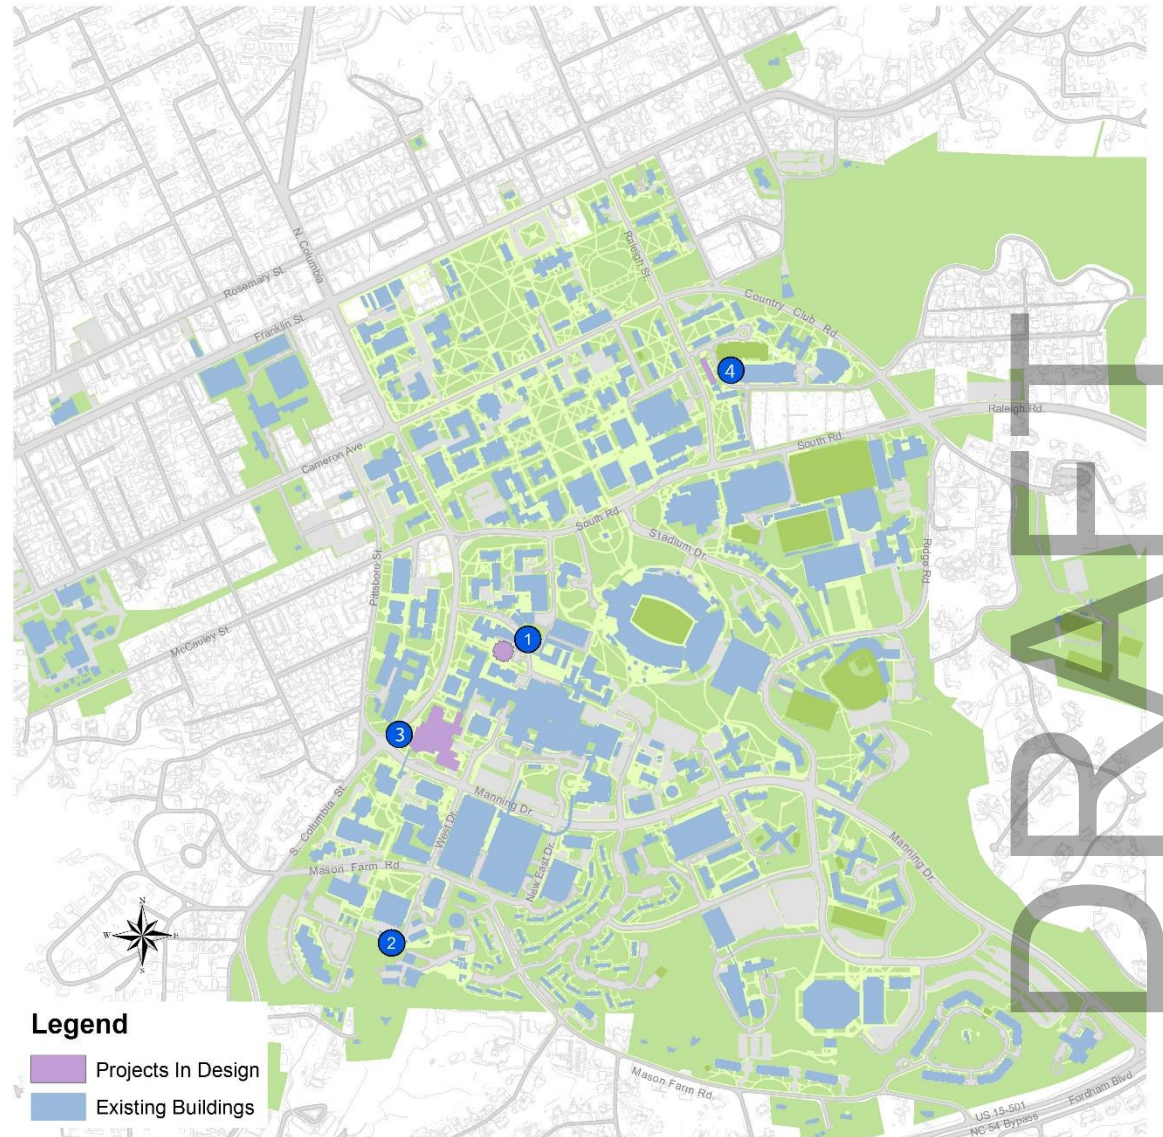 Rosemary St.
N. Columbia
Franklin St.
Raleigh St.
Country Club Rd.
4
Raleigh Rd.
Cameron Ave.
South Rd.
South Rd.
Stadium Dr.
Ridge Rd.
Pittsboro St.
McCauley St.
1
3
S. Columbia St.
Manning Dr.
West Dr.
New East Dr.
Manning Dr.
Mason Farm Rd.
N
W
E
S
2
Mason Farm Rd.
US 15-501
NC 54 Bypass
Fordham Blvd.
DRAFT
Legend
Projects In Design
Existing Buildings